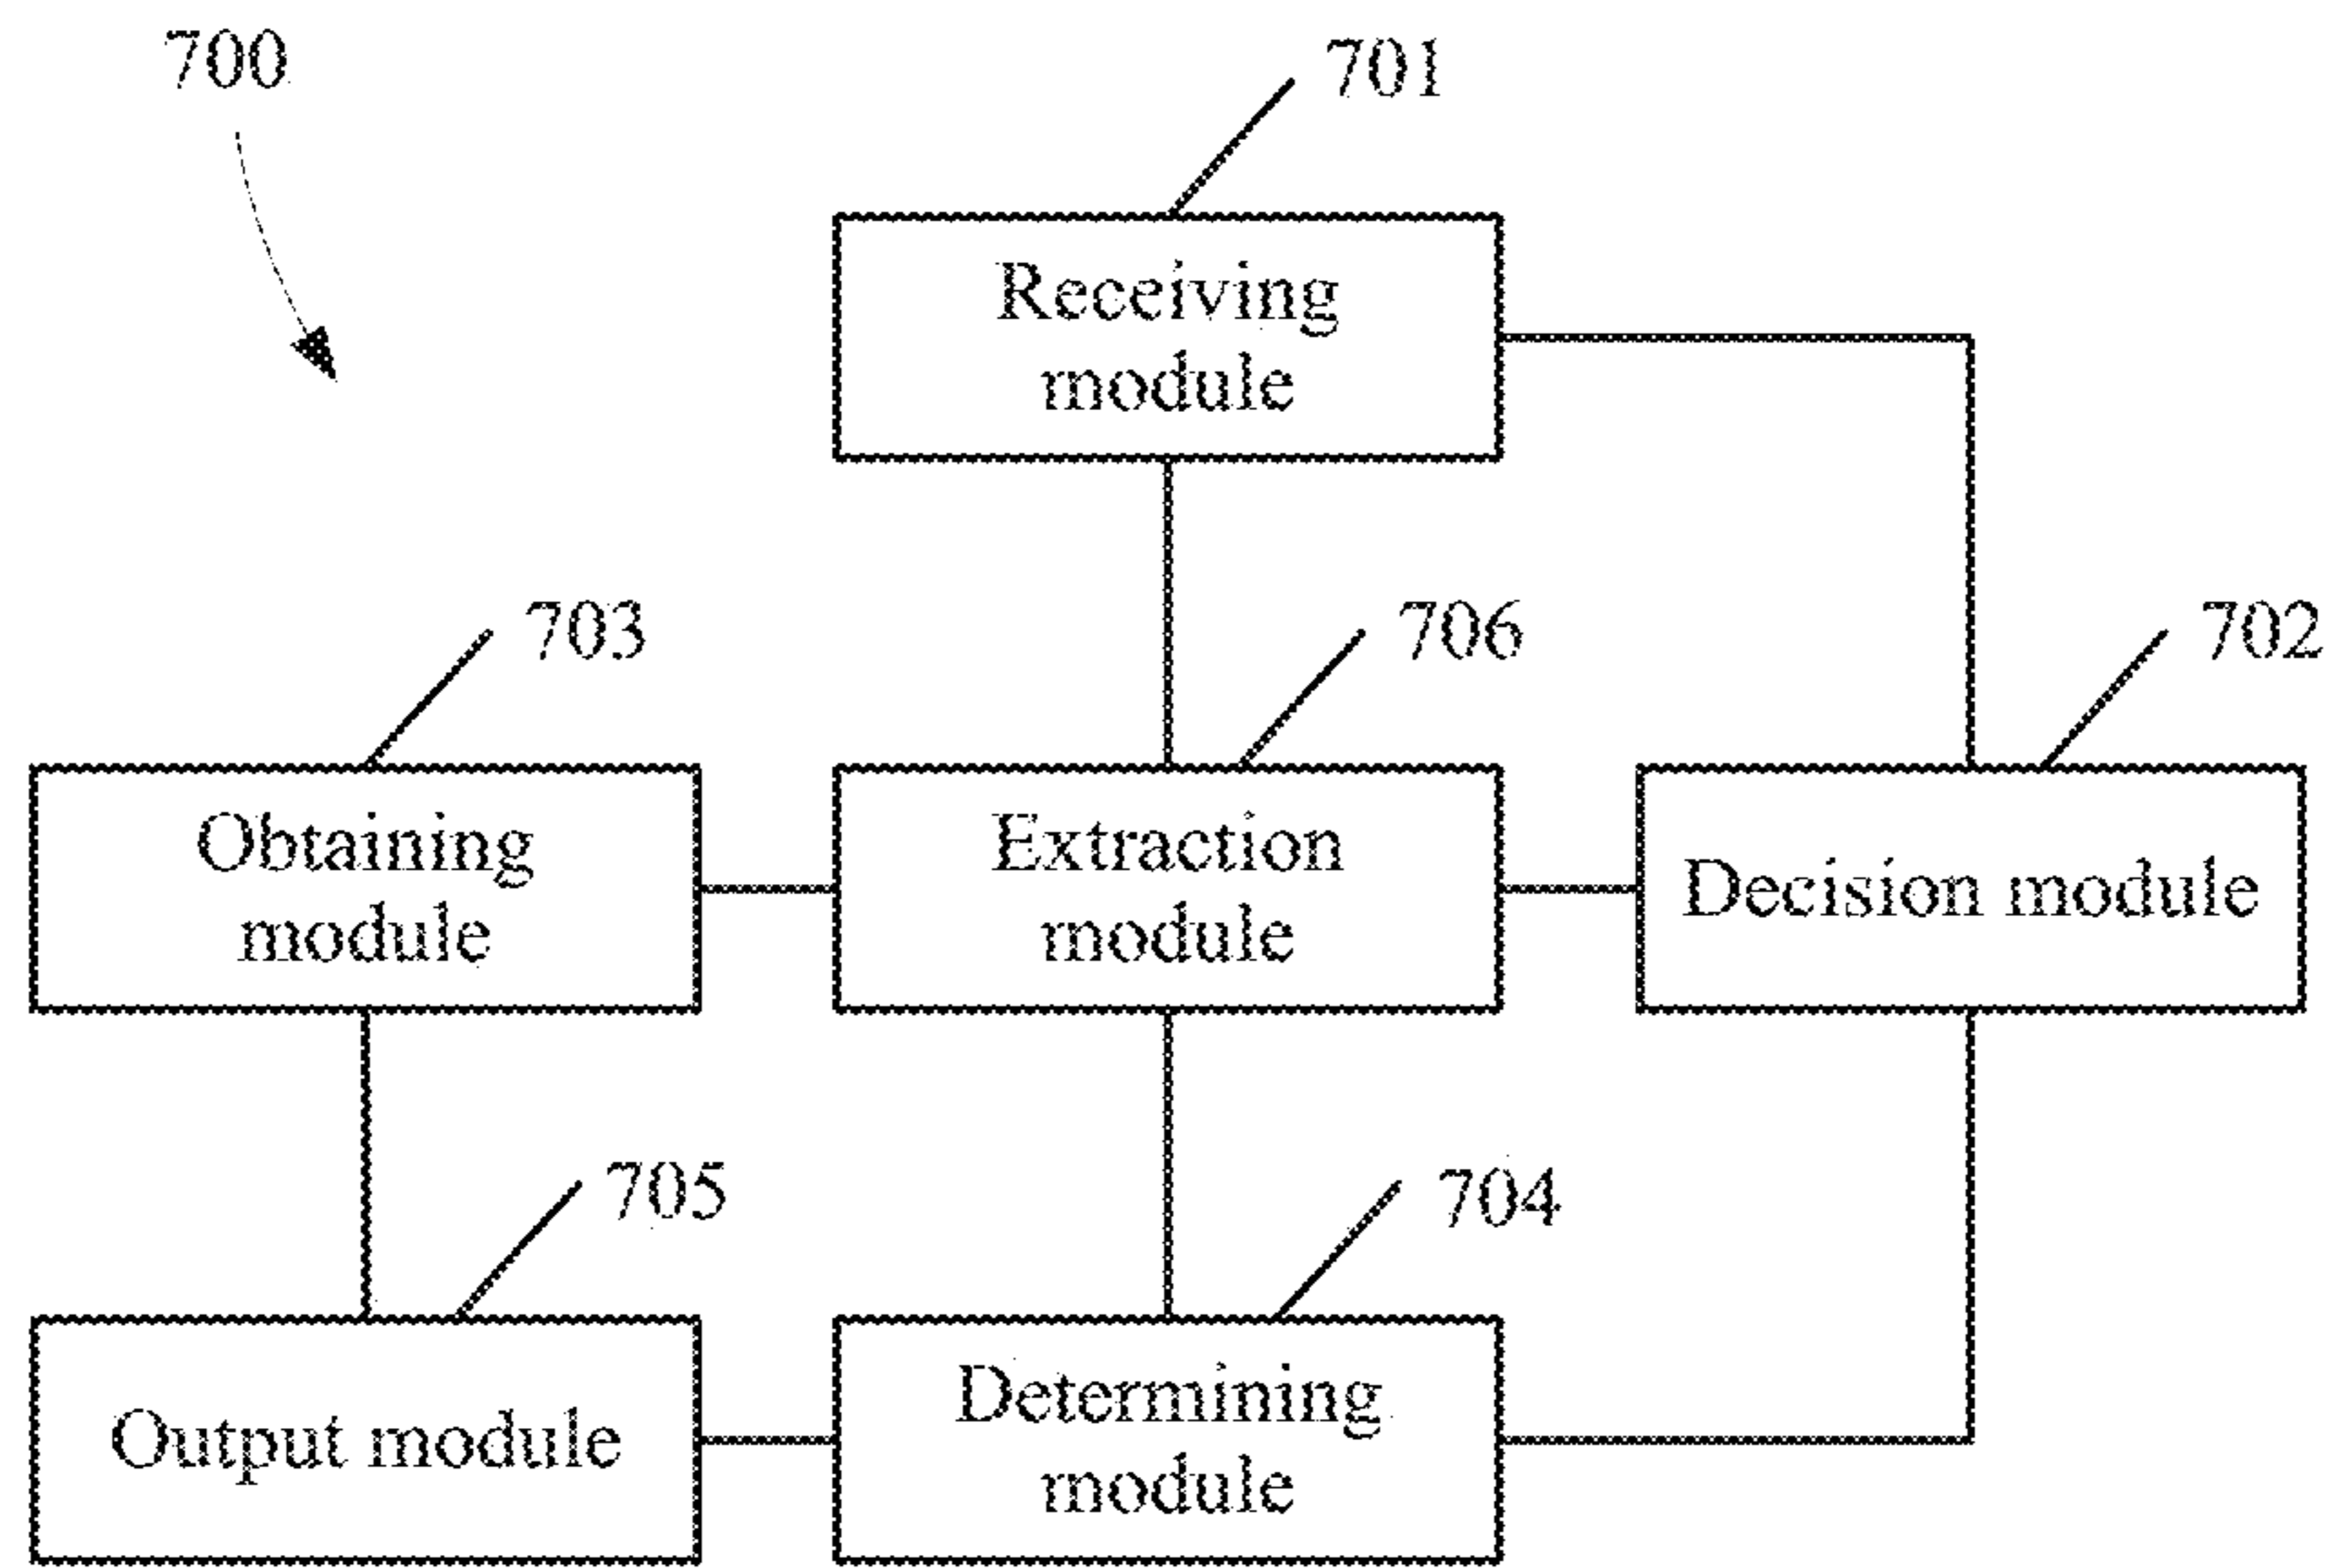 700
701
Receiving
module
703
706
702
Obtaining
module
Extraction
module
Decision module
705
704
Output module
Determining
module